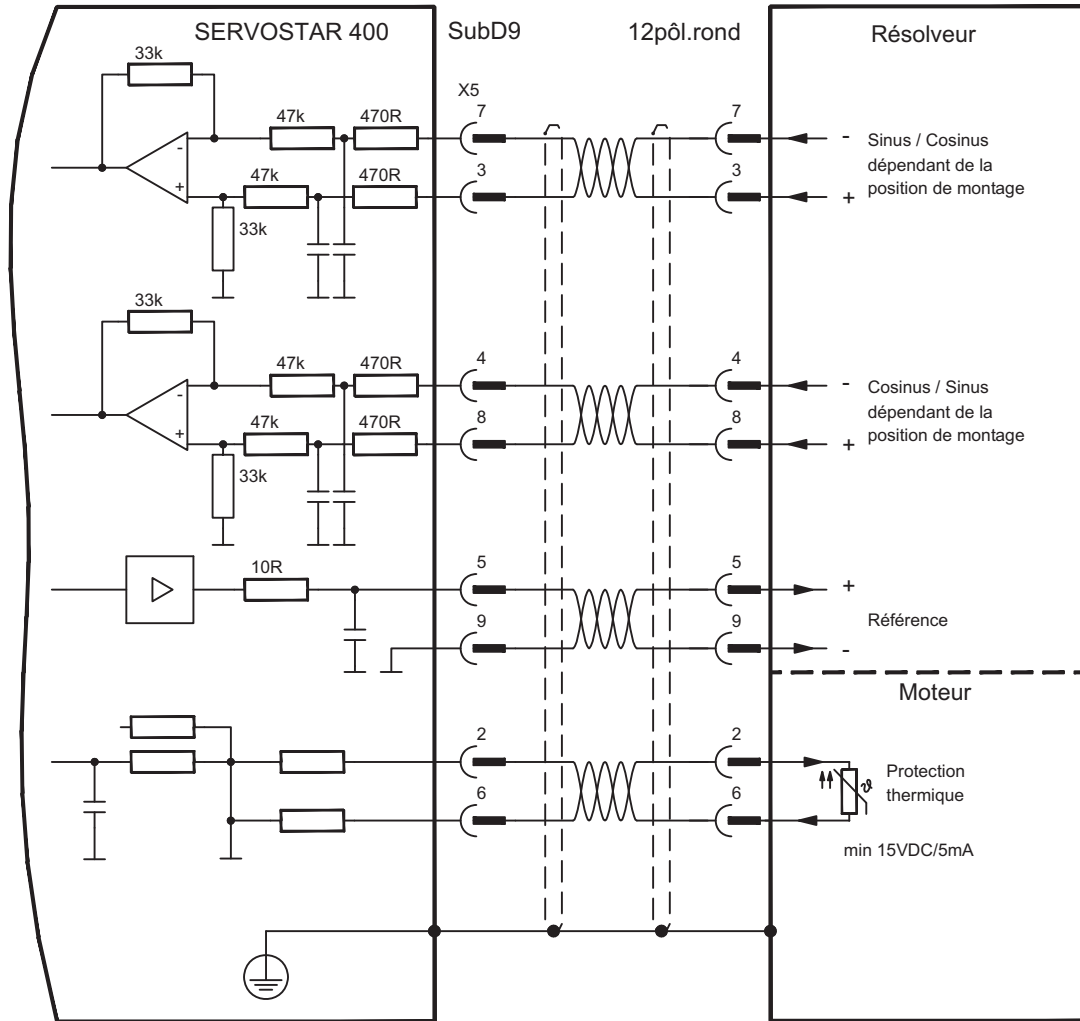 SERVOSTAR 400
SubD9
12pôl.rond
Résolveur
33k
X5
47k
470R
7
7
-
-
Sinus / Cosinus
dépendant de la
position de montage
+
47k
470R
3
3
+
33k
33k
47k
470R
4
4
-
-
Cosinus / Sinus
dépendant de la
position de montage
+
47k
470R
8
8
+
33k
10R
5
5
+
Référence
9
9
-
Moteur
2
2
Protection
thermique
ϑ
6
6
min 15VDC/5mA